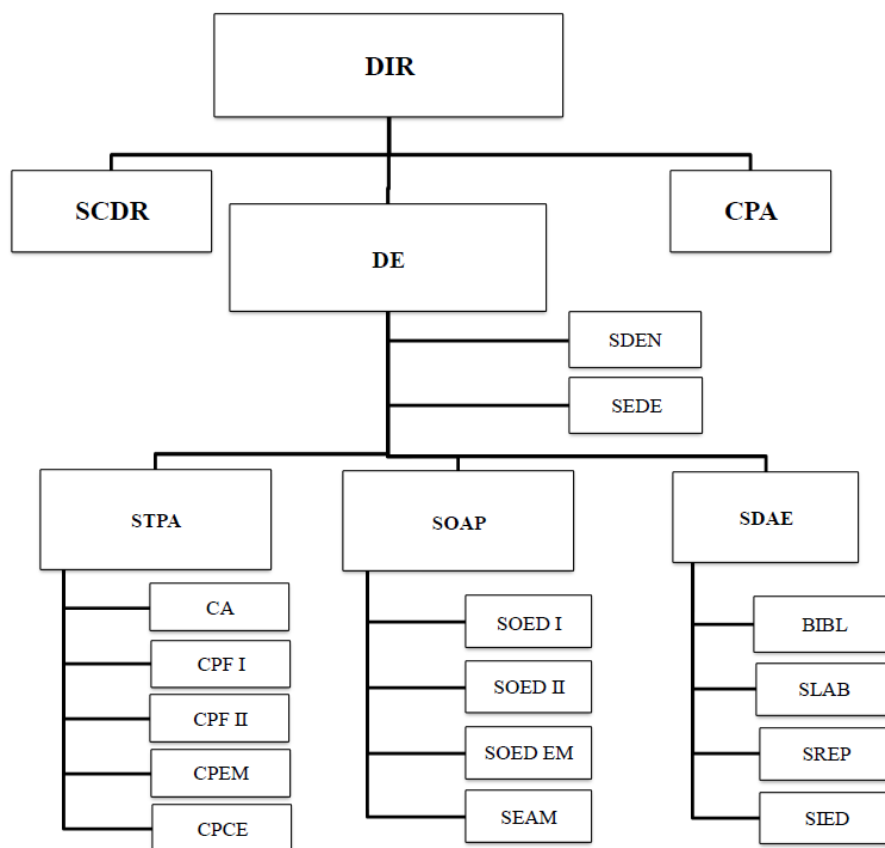 DIR
SCDR
CPA
DE
SDEN
SEDE
STPA
SOAP
SDAE
CA
CPF I
CPF II
CPEM
CPCE
SOED I
SOED II
SOED EM
SEAM
BIBL
SLAB
SREP
SIED